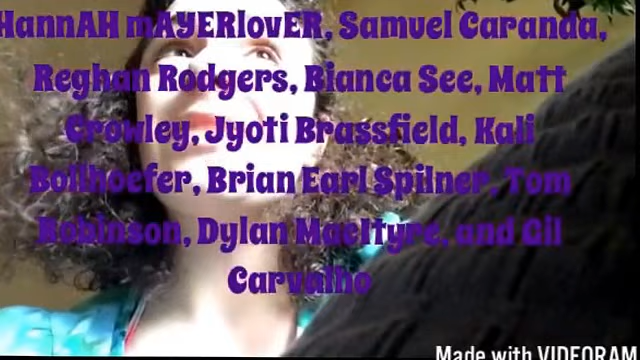 HannAH mAYERlovER, Samuel Caranda,
Reghan Rodgers, Bianca See, Matt
Crowley, Jyoti Brassfield, Kali
Bollhoefer, Brian Earl Spilner, Tom
Robinson, Dylan MacItyre, and Gil
Carvalho
Made with VIDEORAM